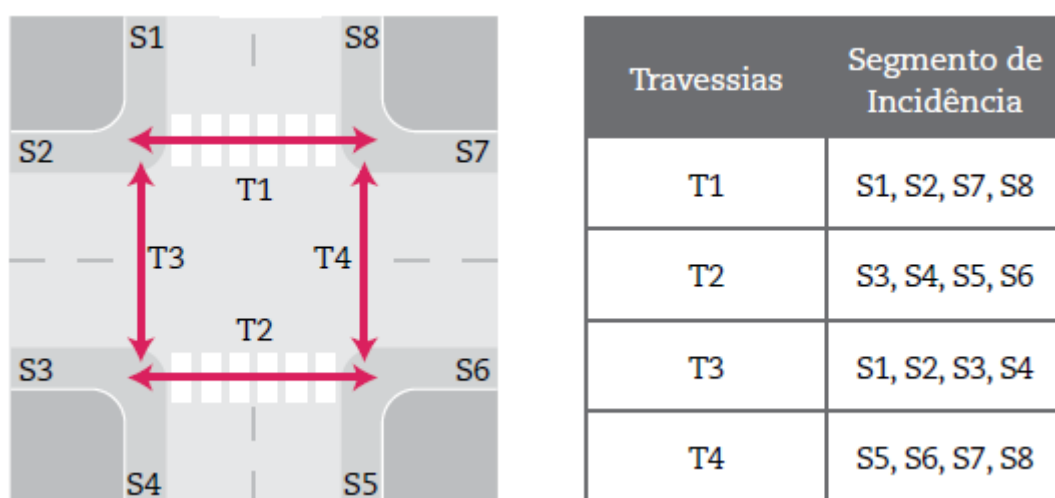 S1
S8
S2
S7
T1
T3
T4
T2
S3
S6
S4
S5
Travessias
Segmento de
Incidência
T1
S1, S2, S7, S8
T2
S3, S4, S5, S6
T3
S1, S2, S3, S4
T4
S5, S6, S7, S8